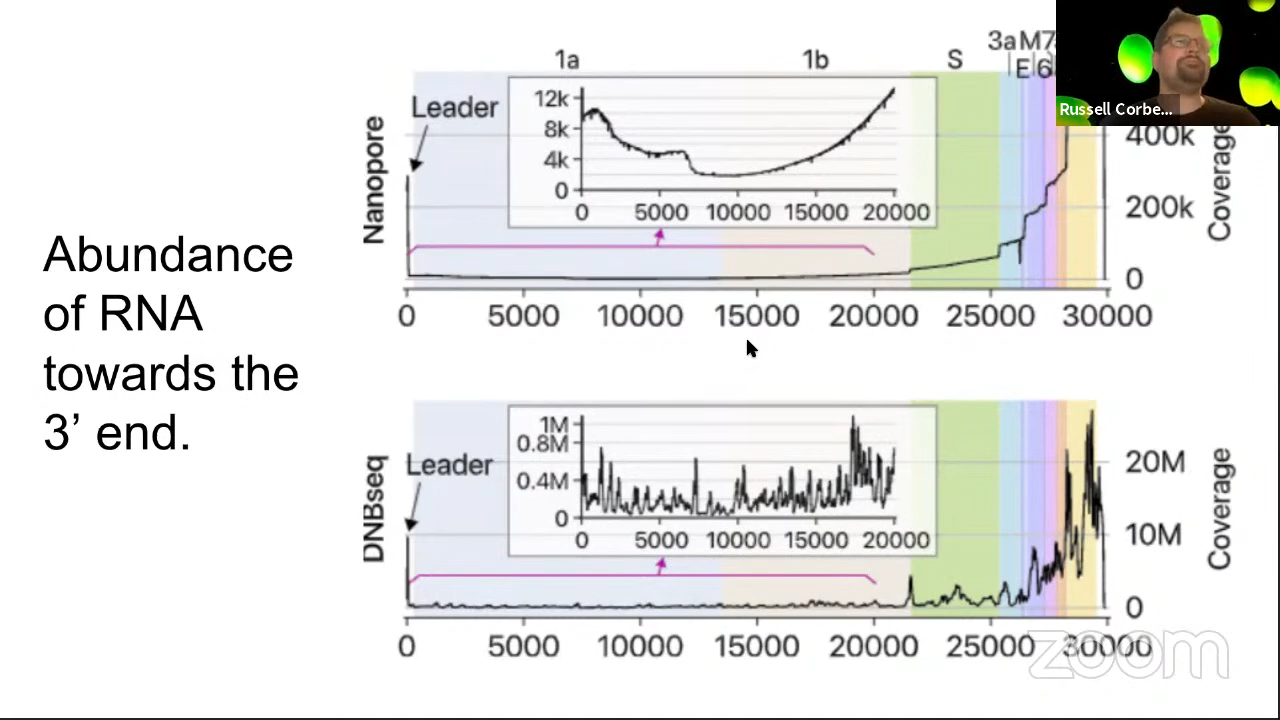 Abundance
of RNA
towards the
3’ end.
1a
1b
S
3a
M
7
E
6
Leader
Nanopore
12k
8k
4k
0
0
5000
10000
15000
20000
400k
200k
0
Coverage
0
5000
10000
15000
20000
25000
30000
Leader
DNBseq
1M
0.8M
0.4M
0
0
5000
10000
15000
20000
20M
10M
0
Coverage
0
5000
10000
15000
20000
25000
30000
Russell Corbe...
zoom